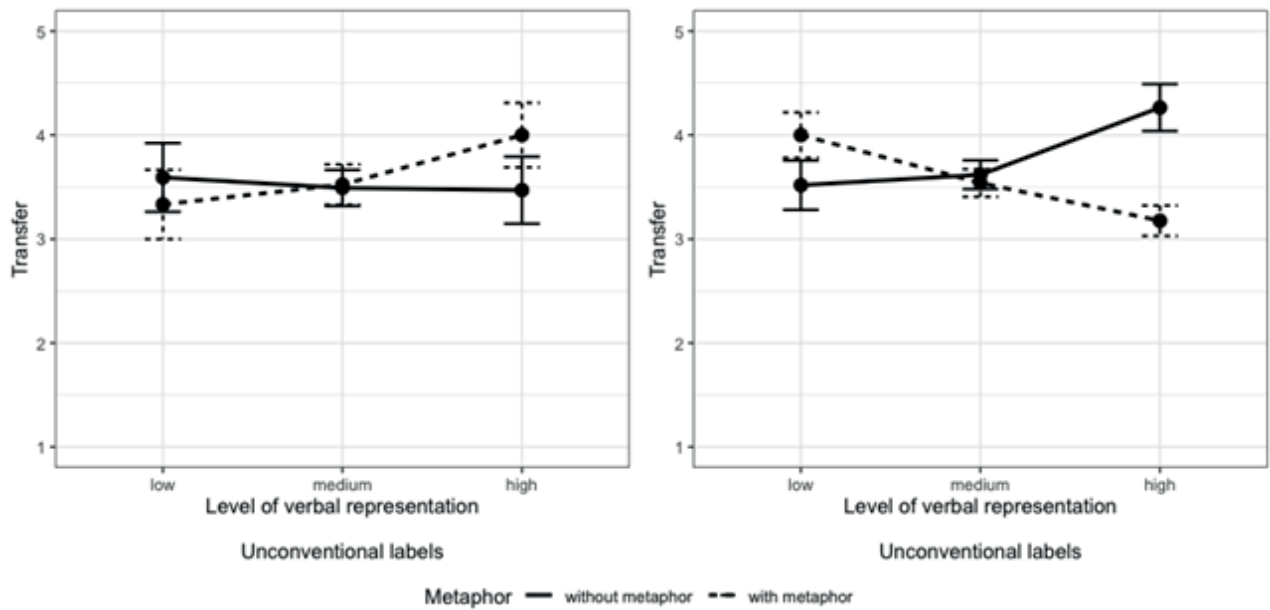 5
4
3
2
1
Transfer
low medium high
Level of verbal representation
Unconventional labels
5
4
3
2
1
Transfer
low medium high
Level of verbal representation
Unconventional labels
Metaphor without metaphor with metaphor